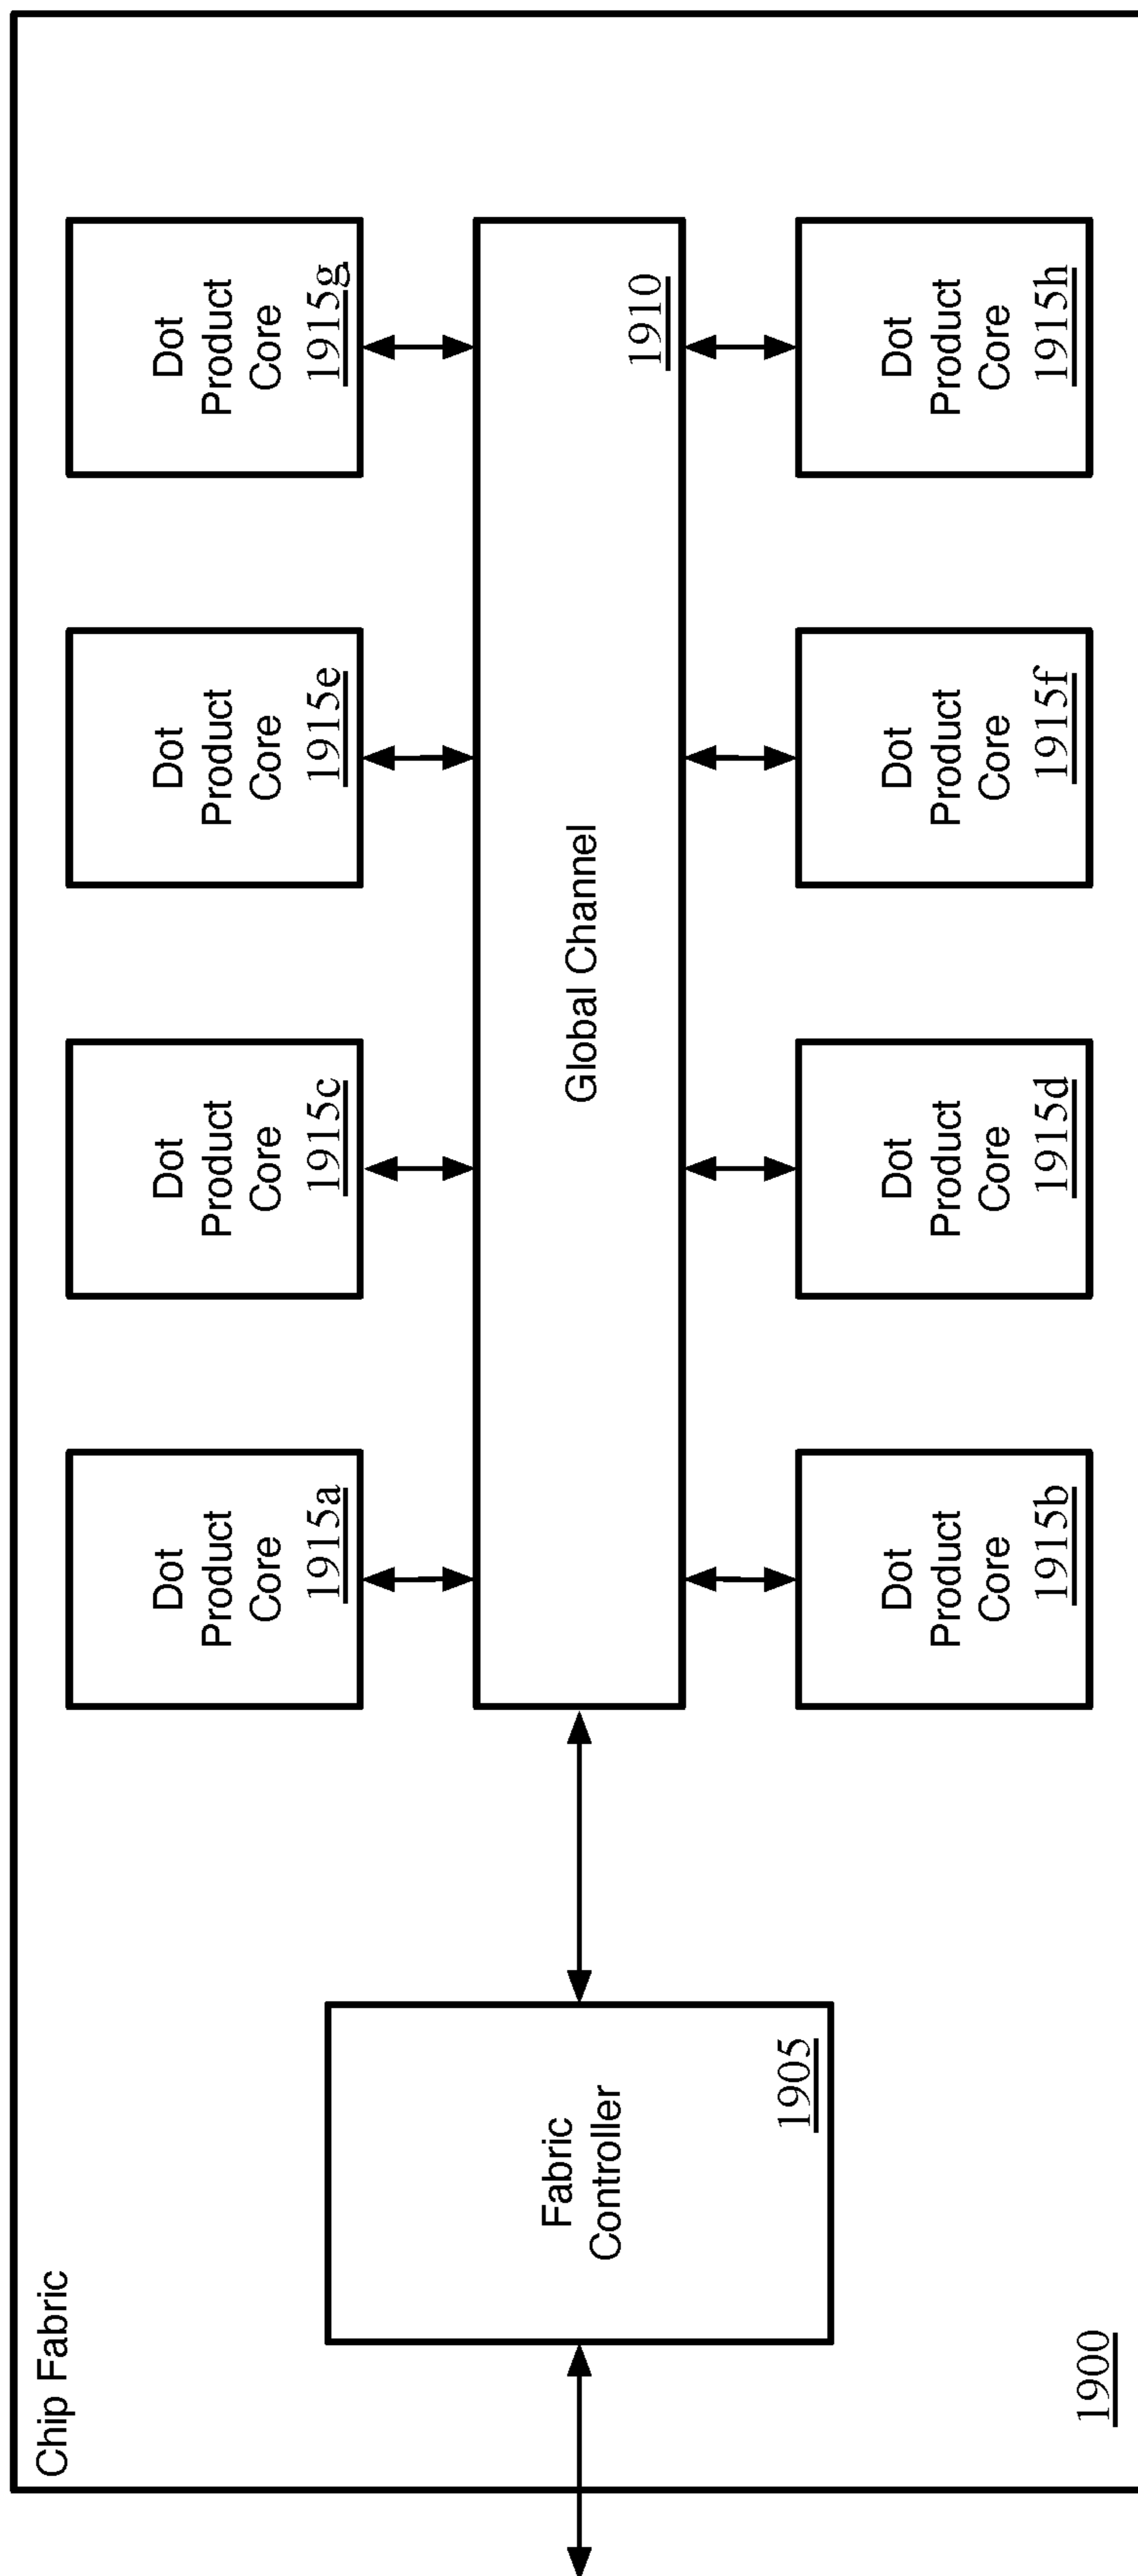 Chip Fabric
Dot
Product
Core
1915a
Dot
Product
Core
1915c
Dot
Product
Core
1915e
Dot
Product
Core
1915g
Fabric
Controller
1905
Global Channel
1910
Dot
Product
Core
1915b
Dot
Product
Core
1915d
Dot
Product
Core
1915f
Dot
Product
Core
1915h
1900